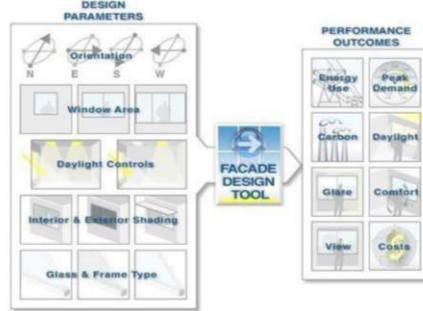 DESIGN
PARAMETERS
Orientation
N E S W
Window Area
Daylight Controls
Interior & Exterior Shading
Glass & Frame Type
FACADE
DESIGN
TOOL
PERFORMANCE
OUTCOMES
Energy
Use
Peak
Demand
Carbon
Daylight
Glare
Comfort
View
Costs